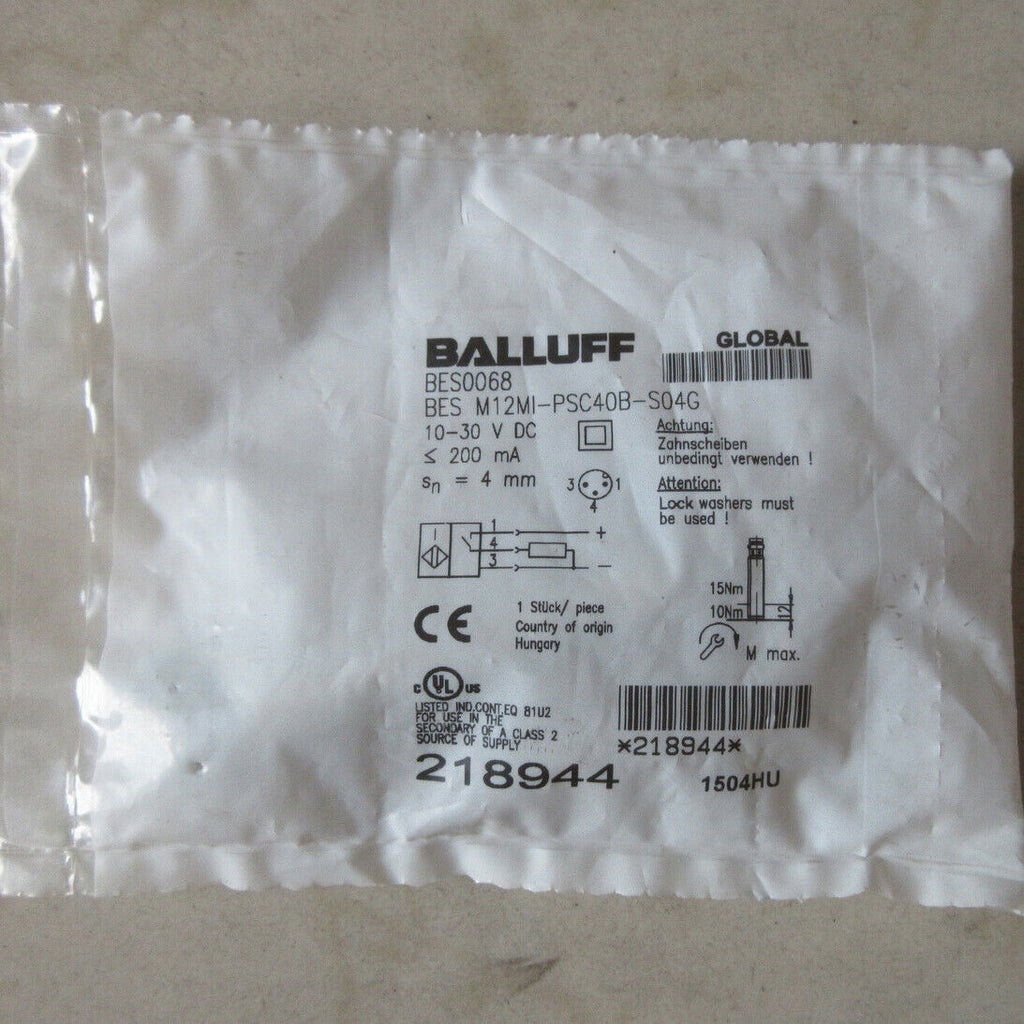 BALLUFF
GLOBAL
BES0068
BES M12MI-PSC40B-S04G
10-30 V DC
≤ 200 mA
sn = 4 mm
3 1
4
Achtung:
Zahnscheiben
unbedingt verwenden !
Attention:
Lock washers must
be used !
1 +
4
3 −
15Nm
10Nm
12
M max.
CE
1 Stück/ piece
Country of origin
Hungary
C UL US
LISTED IND.CONT.EQ 81U2
FOR USE IN THE
SECONDARY OF A CLASS 2
SOURCE OF SUPPLY
*218944*
218944
1504HU